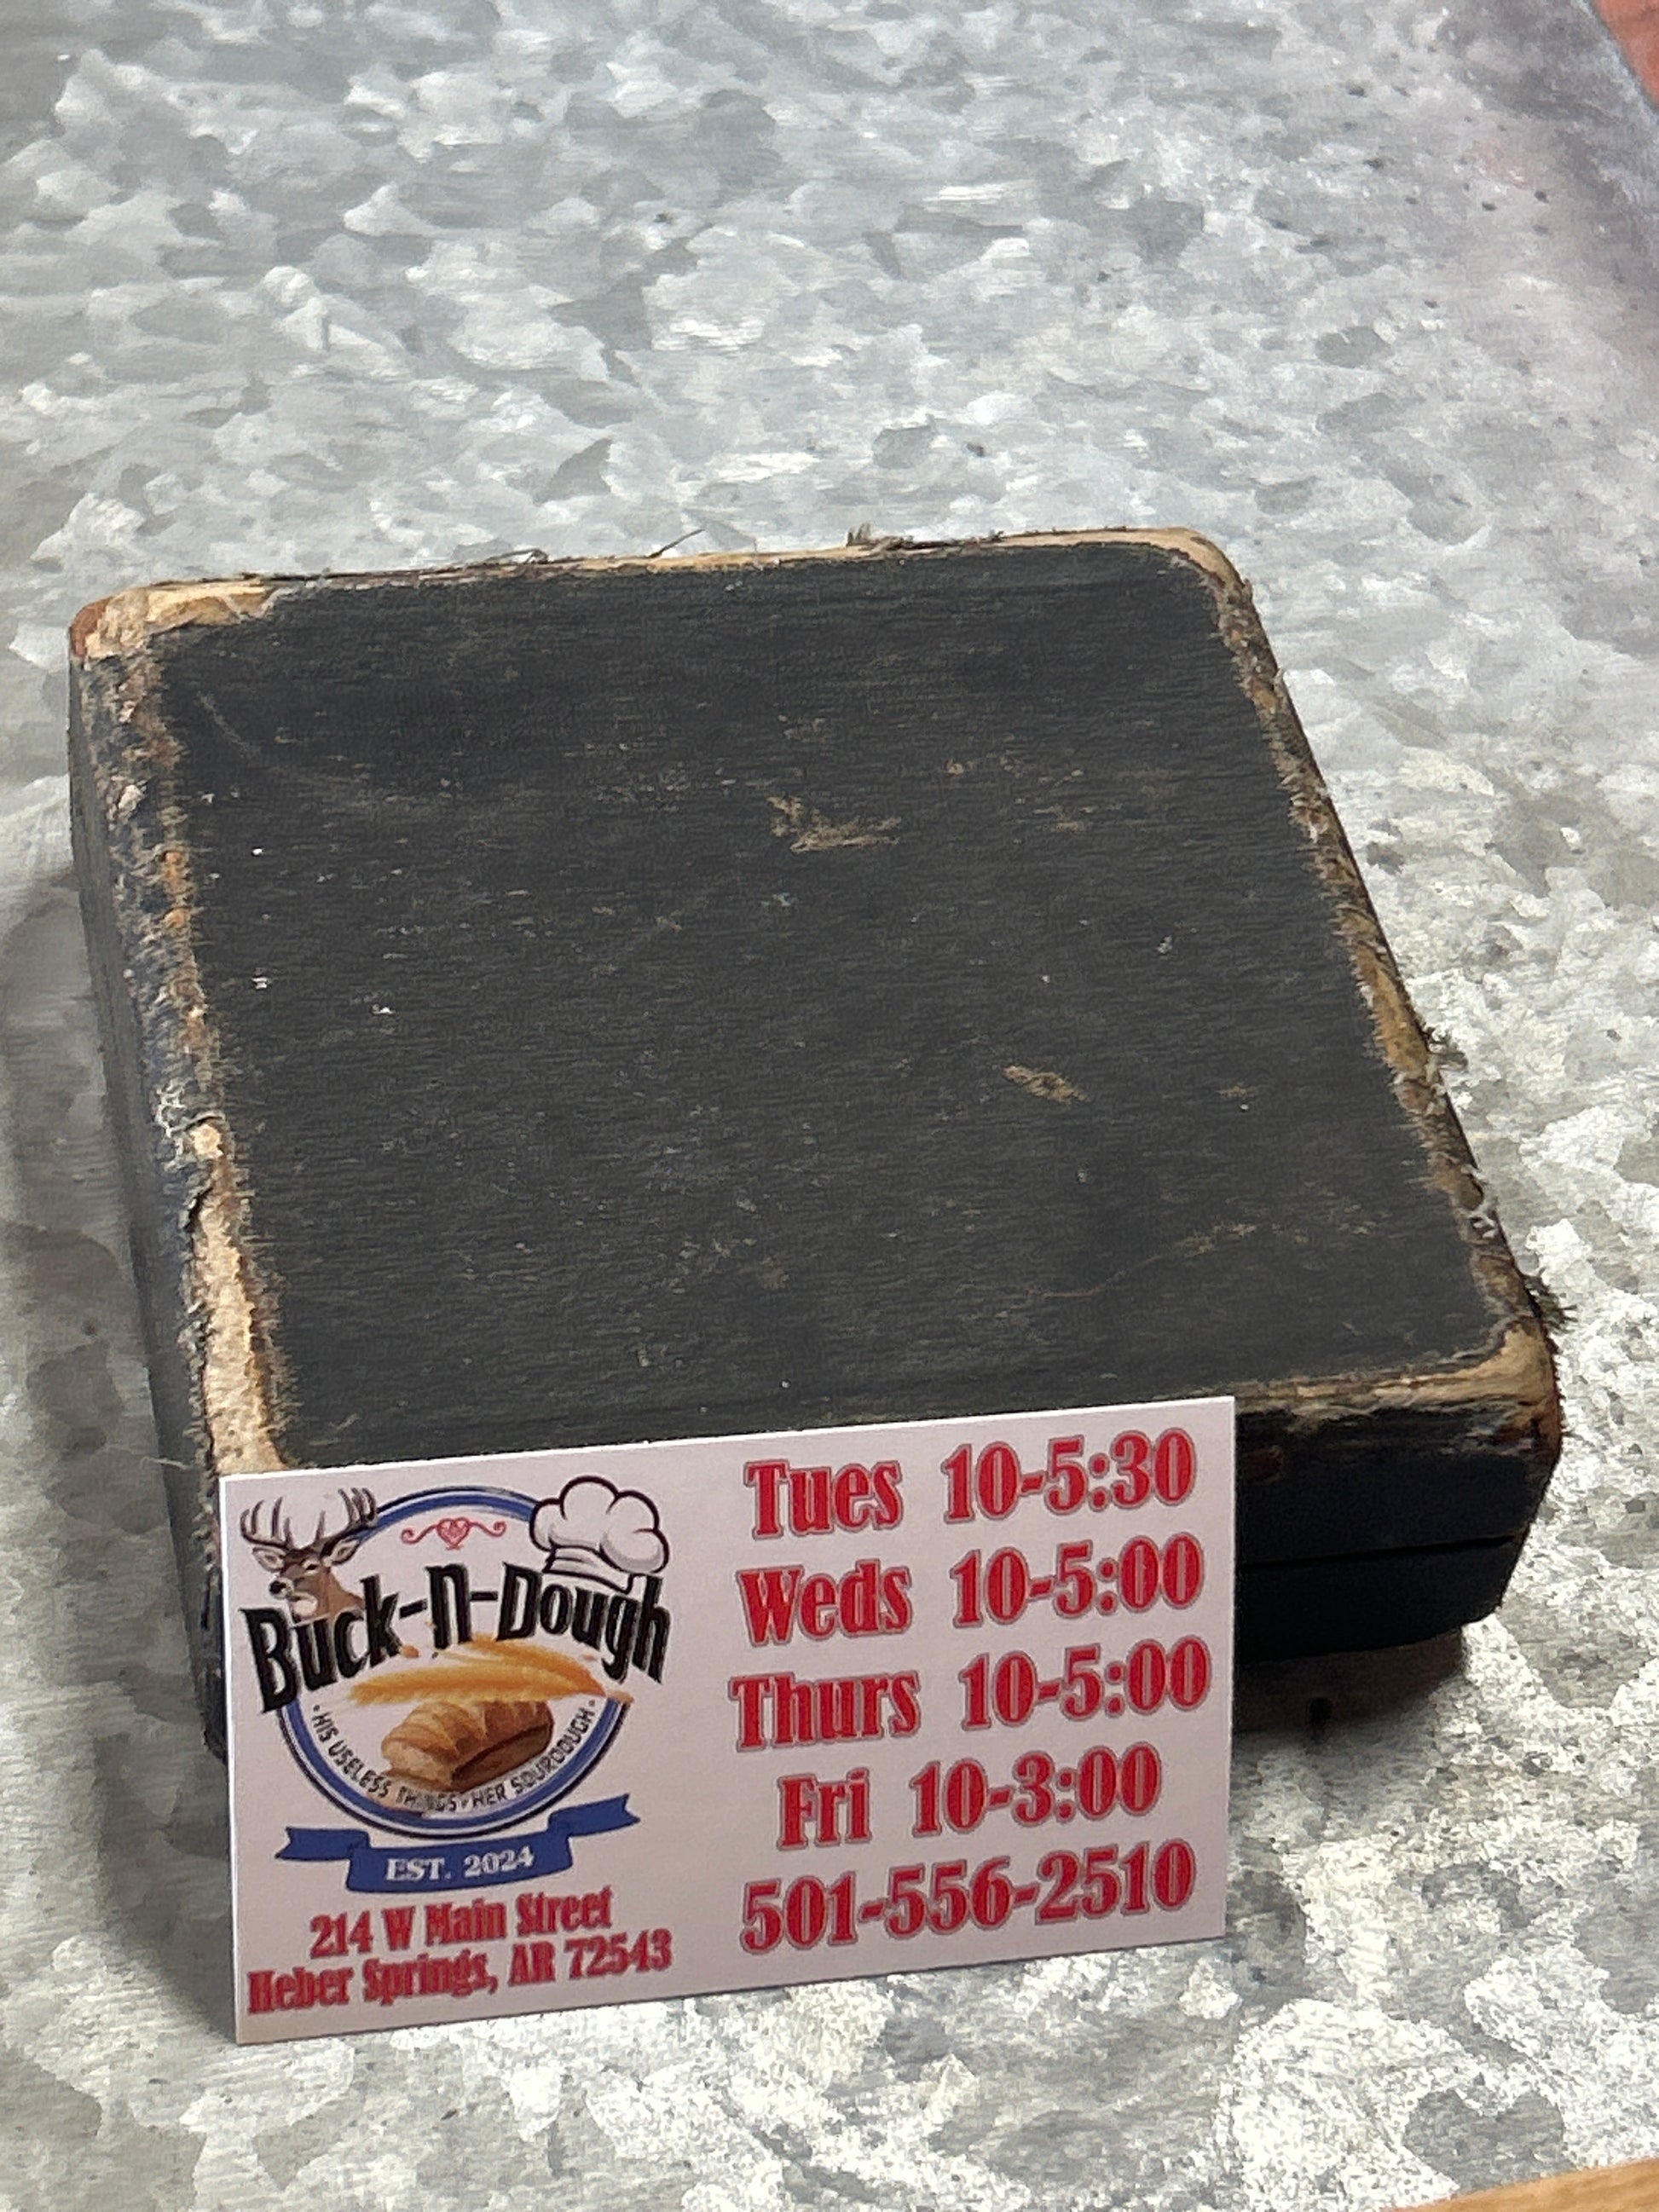 Buck-n-Dough
• HIS USELESS THINGS • HER SOURDOUGH •
EST. 2024
214 W Main Street
Heber Springs, AR 72543
Tues 10-5:30
Weds 10-5:00
Thurs 10-5:00
Fri 10-3:00
501-556-2510